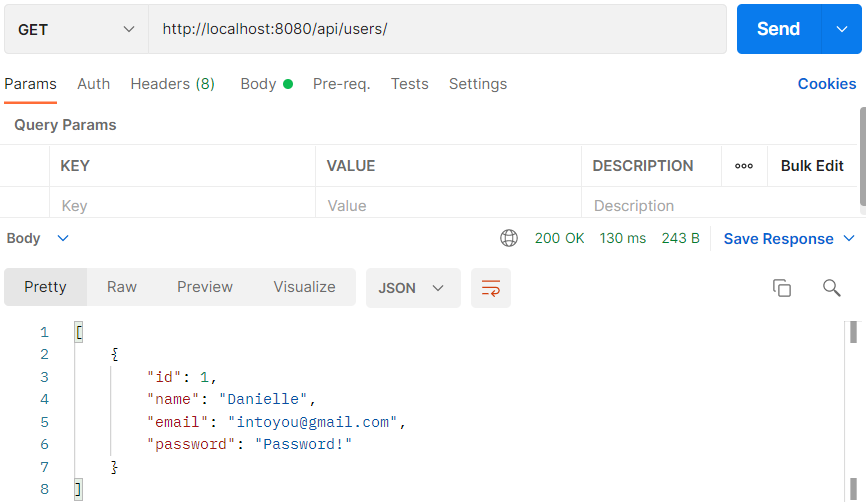 GET http://localhost:8080/api/users/ Send
Params Auth Headers (8) Body Pre-req. Tests Settings Cookies
Query Params
KEY VALUE DESCRIPTION ooo Bulk Edit
Key Value Description
Body 200 OK 130 ms 243 B Save Response
Pretty Raw Preview Visualize JSON
1 [
2 {
3 "id": 1,
4 "name": "Danielle",
5 "email": "intoyou@gmail.com",
6 "password": "Password!"
7 }
8 ]